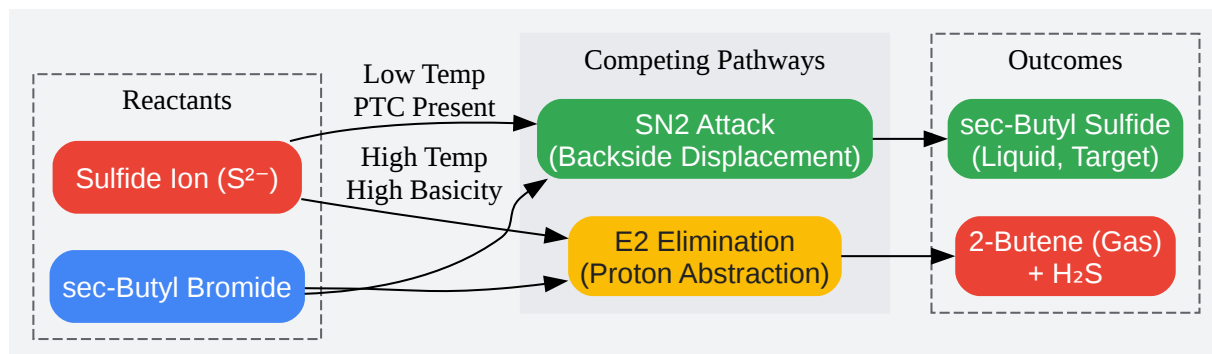 Reactants
Sulfide Ion (S²⁻)
sec-Butyl Bromide
Low Temp
PTC Present
High Temp
High Basicity
Competing Pathways
SN2 Attack
(Backside Displacement)
E2 Elimination
(Proton Abstraction)
Outcomes
sec-Butyl Sulfide
(Liquid, Target)
2-Butene (Gas)
+ H₂S